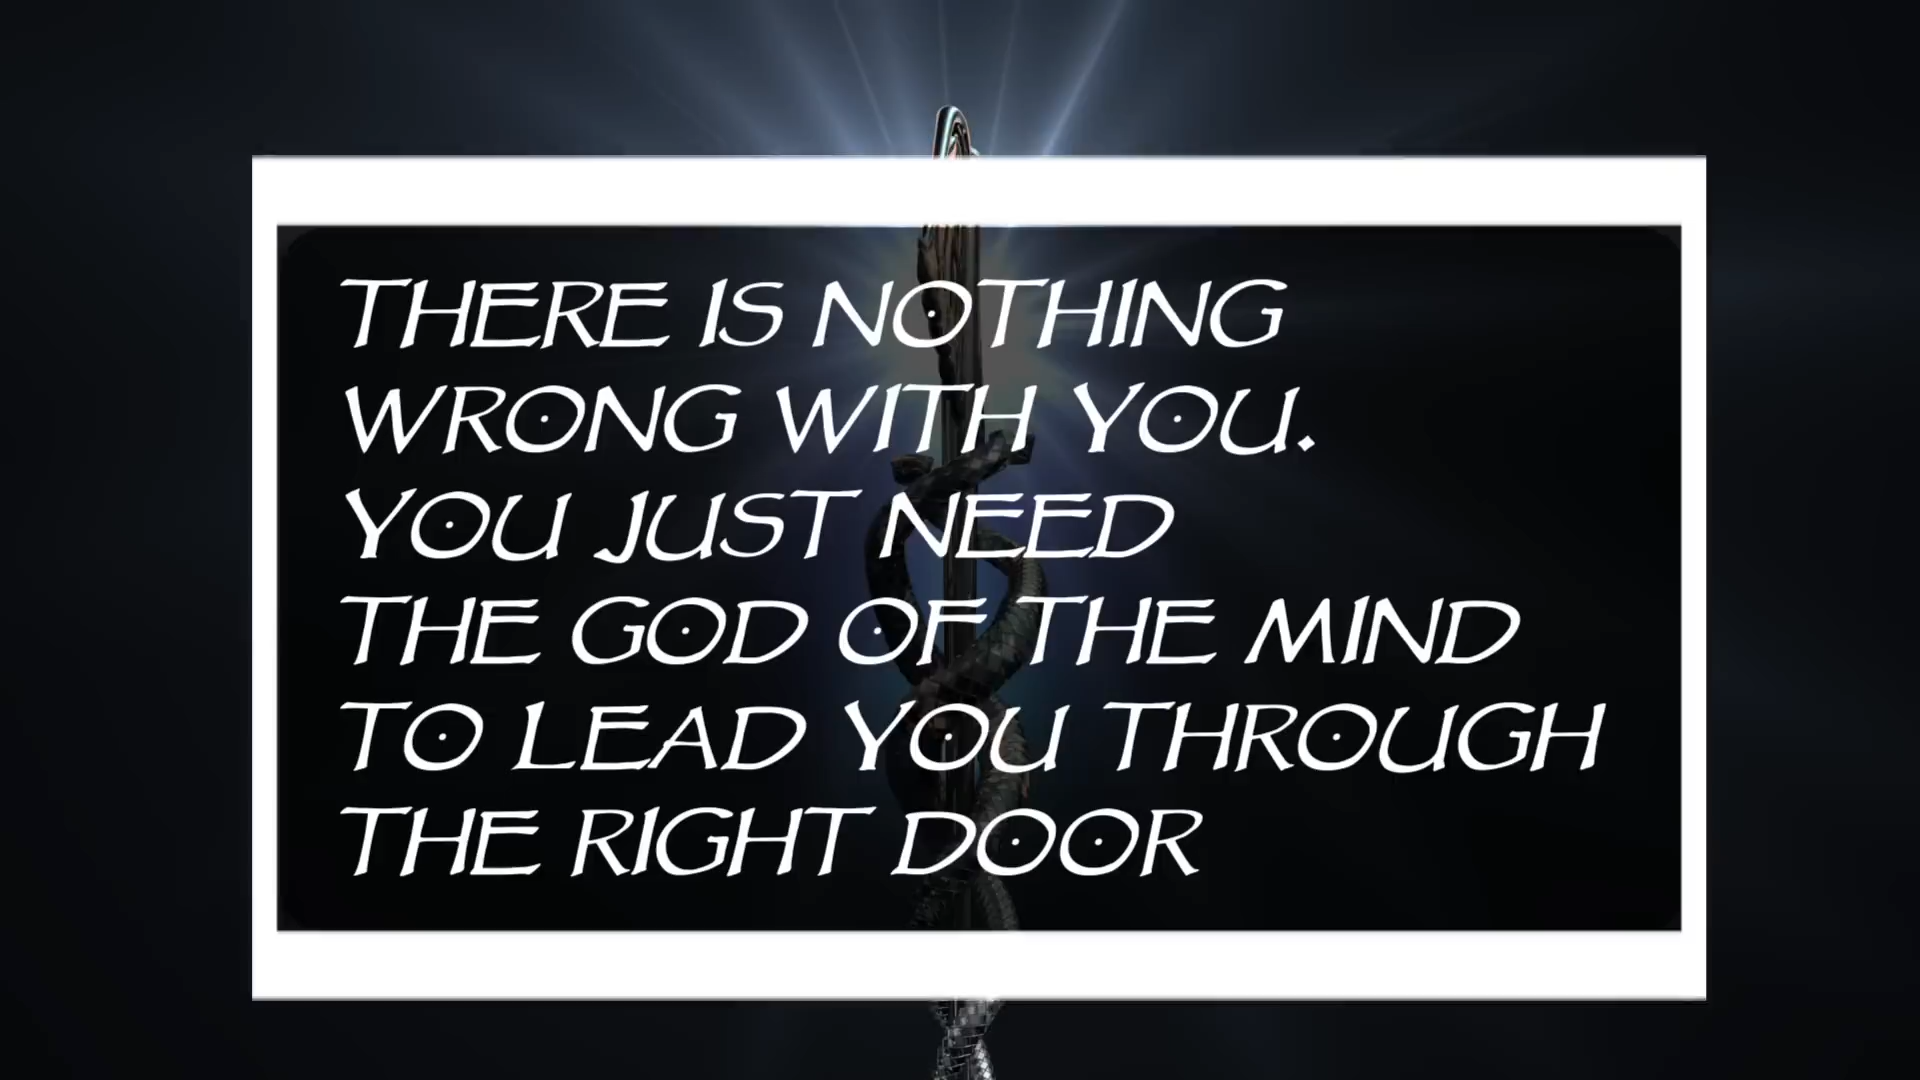 THERE IS NOTHING
WRONG WITH YOU.
YOU JUST NEED
THE GOD OF THE MIND
TO LEAD YOU THROUGH
THE RIGHT DOOR